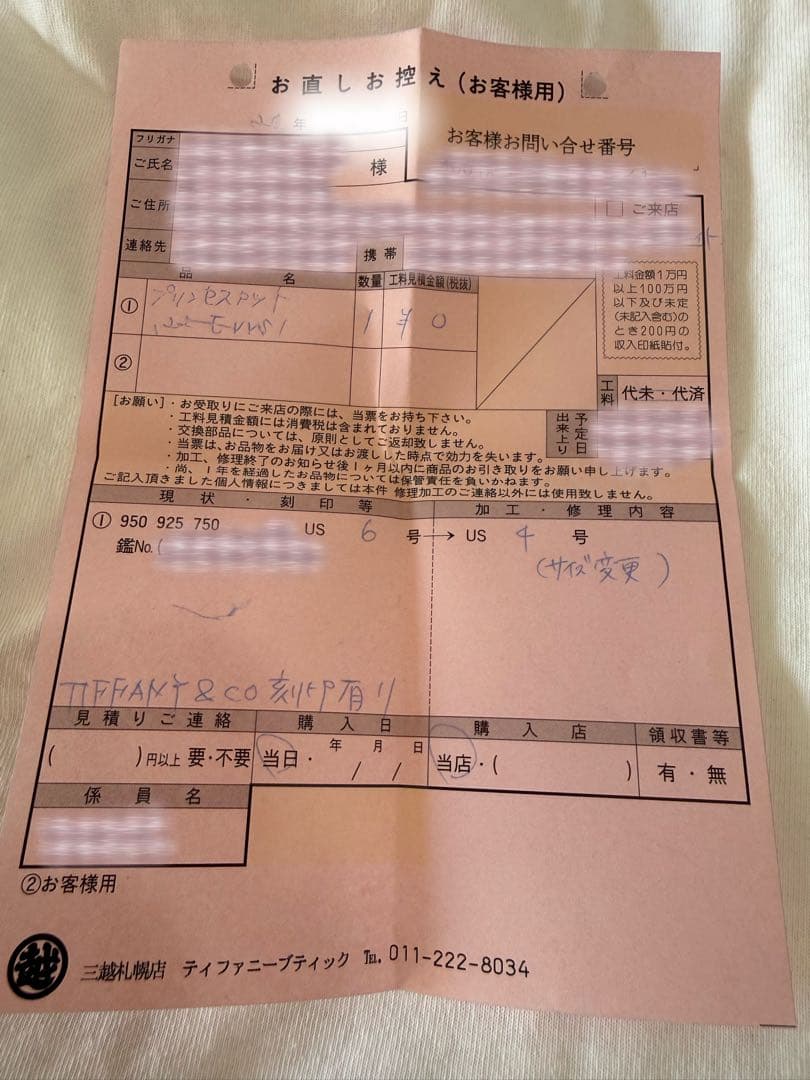 お直しお控え(お客様用)
年 日
お客様お問い合せ番号
フリガナ
ご氏名 様
ご住所
ご来店
連絡先 携帯
品名 数量 工料見積金額(税抜)
① プリンセスカット
E VVS1 1 ¥0
②
工料金額1万円
以上100万円
以下及び未定
(未記入含む)の
とき200円の
収入印紙貼付。
工料 代未・代済
出来上り予定日
[お願い]・お受取りにご来店の際には、当票をお持ち下さい。
・工料見積金額には消費税は含まれておりません。
・交換部品については、原則としてご返却致しません。
・当票は、お品物をお届け又はお渡しした時点で効力を失います。
・加工、修理終了のお知らせ後1ヶ月以内に商品のお引き取りをお願い申し上げます。
・尚、1年を経過したお品物については保管責任を負いかねます。
ご記入頂きました個人情報につきましては本件 修理加工のご連絡以外には使用致しません。
現状・刻印等 加工・修理内容
① 950 925 750 US 6 号→ US 4 号
鑑No.(
(サイズ変更)
TIFFANY & CO 刻印有り
見積りご連絡 購入日 購入店 領収書等
( )円以上 要・不要 当日・ 年 月 日 / / 当店・( ) 有・無
係員名
②お客様用
越 三越札幌店 ティファニーブティック TEL. 011-222-8034